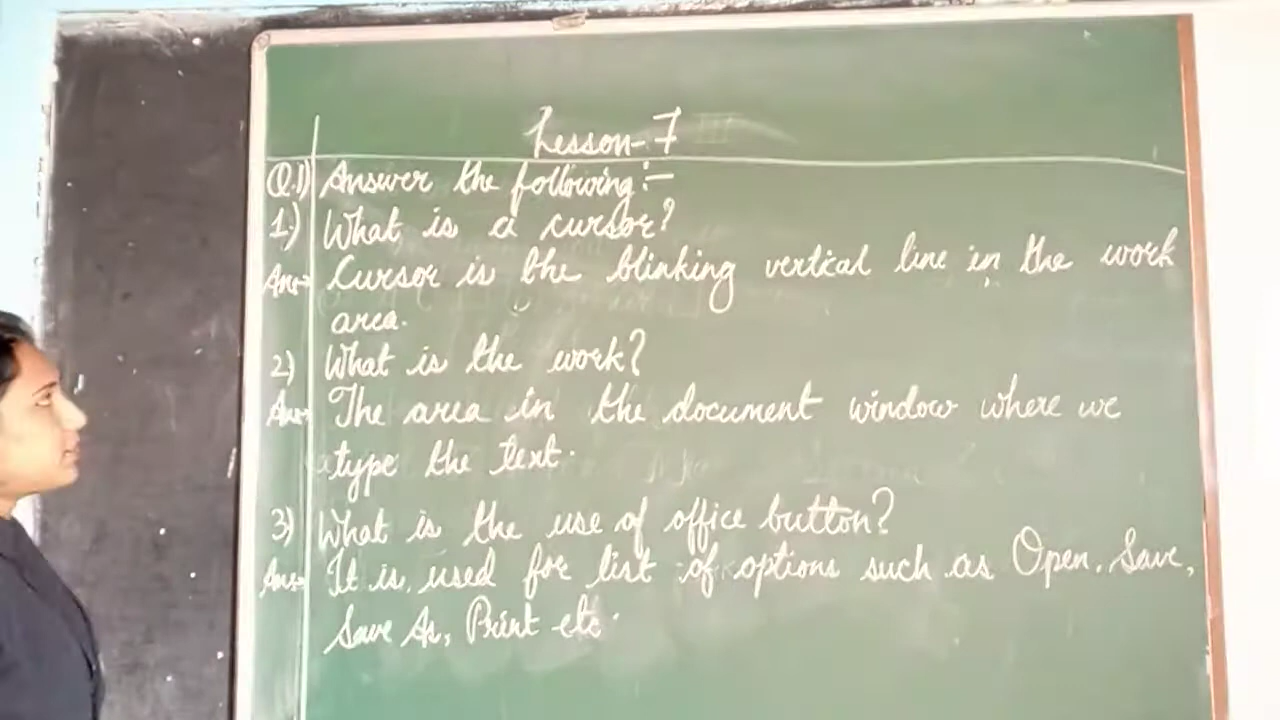 Lesson-7
Q.1) Answer the following:-
1.) What is a cursor?
Ans- Cursor is the blinking vertical line in the work
area.
2) What is the work?
Ans- The area in the document window where we
type the text.
3) What is the use of office button?
Ans- It is used for list of options such as Open, Save,
Save As, Print etc.